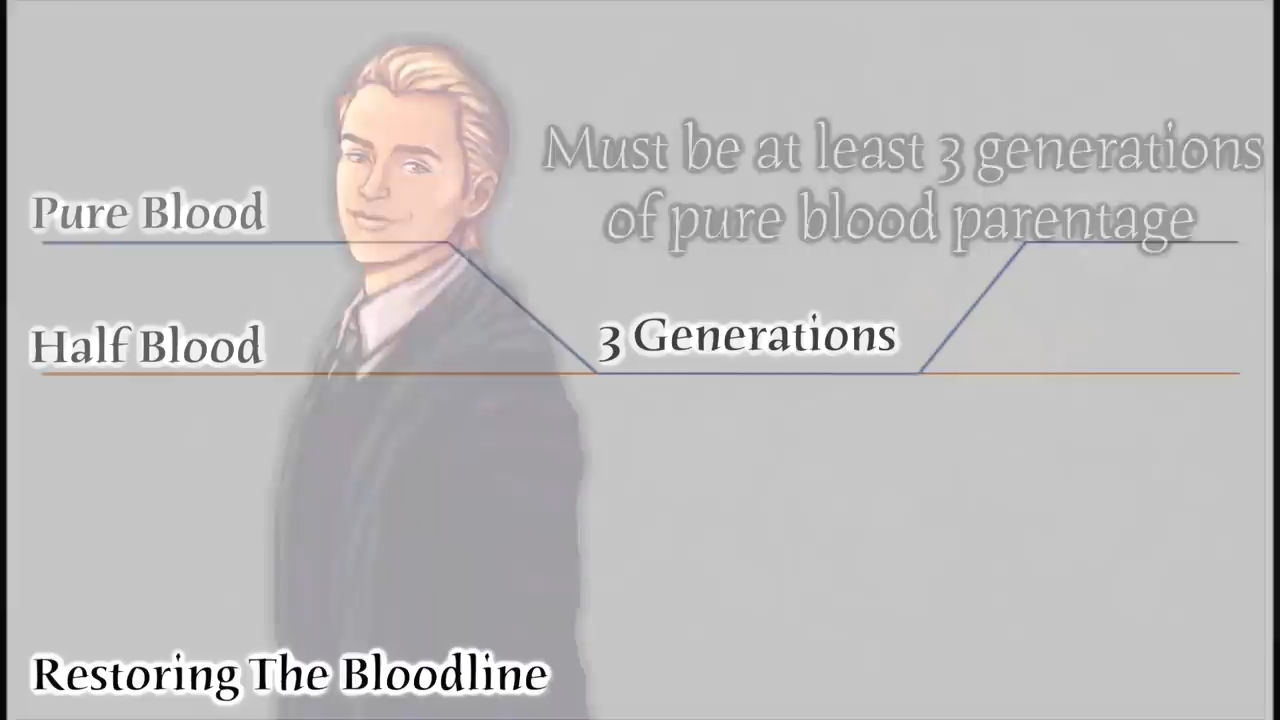 Must be at least 3 generations
of pure blood parentage
Pure Blood
Half Blood
3 Generations
Restoring The Bloodline